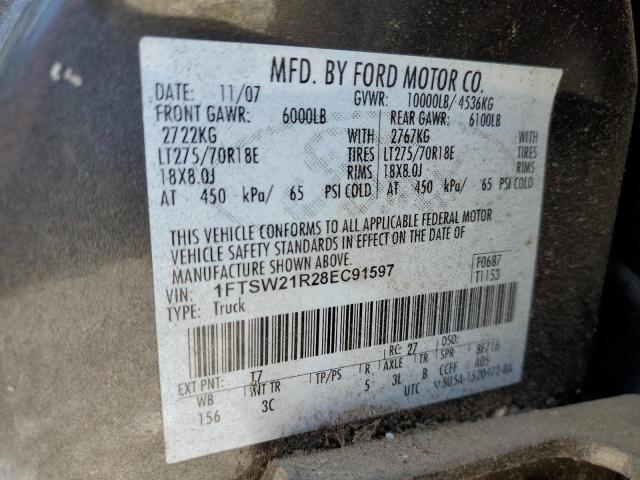 MFD. BY FORD MOTOR CO.
DATE: 11/07 GVWR: 10000LB/4536KG
FRONT GAWR: 6000LB REAR GAWR: 6100LB
2722KG WITH 2767KG WITH
LT275/70R18E TIRES LT275/70R18E TIRES
18X8.0J RIMS 18X8.0J RIMS
AT 450 kPa/ 65 PSI COLD AT 450 kPa/ 65 PSI COLD
THIS VEHICLE CONFORMS TO ALL APPLICABLE FEDERAL MOTOR
VEHICLE SAFETY STANDARDS IN EFFECT ON THE DATE OF
MANUFACTURE SHOWN ABOVE.
VIN: 1FTSW21R28EC91597 F0687
TYPE: Truck T1153
EXT PNT: T7 RC: 27 DSO:
WB INT TR TP/PS R AXLE TR SPR BF716
156 3C 5 3L B CCFF A05
UTC